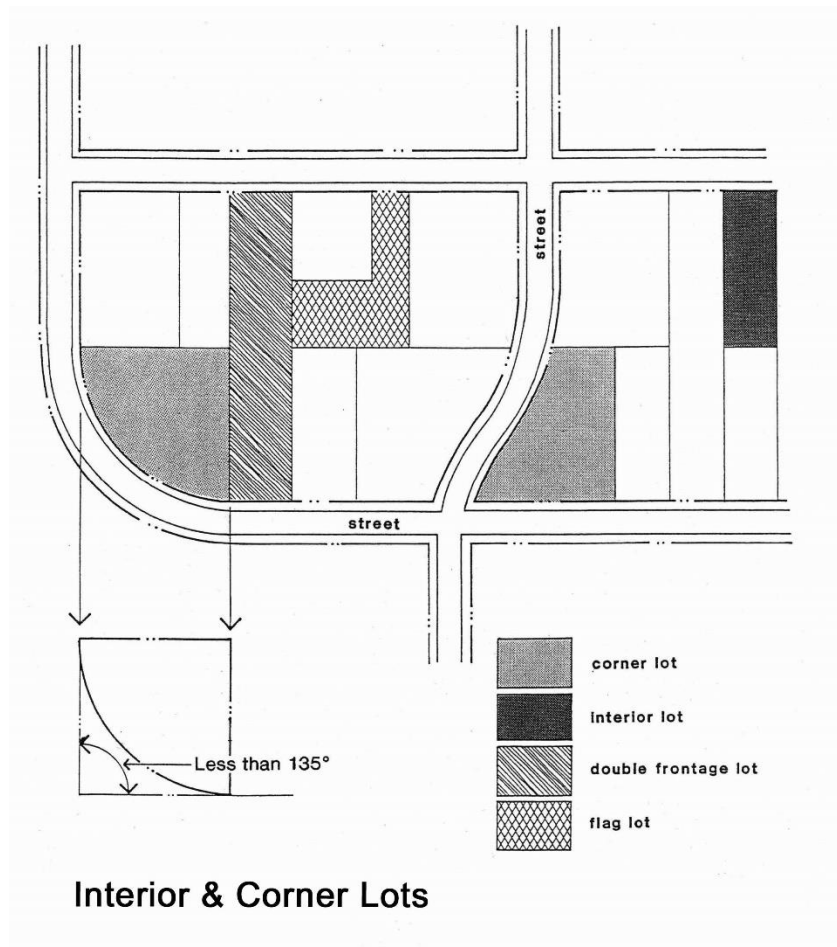 street
street
corner lot
interior lot
Less than 135°
double frontage lot
flag lot
Interior & Corner Lots